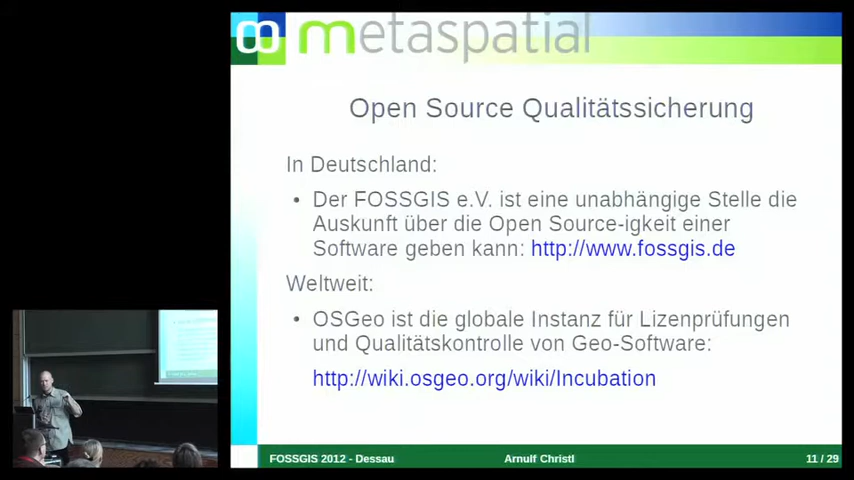 metaspatial
Open Source Qualitätssicherung
In Deutschland:
• Der FOSSGIS e.V. ist eine unabhängige Stelle die
Auskunft über die Open Source-igkeit einer
Software geben kann: http://www.fossgis.de
Weltweit:
• OSGeo ist die globale Instanz für Lizenzprüfungen
und Qualitätskontrolle von Geo-Software:
http://wiki.osgeo.org/wiki/Incubation
FOSSGIS 2012 - Dessau Arnulf Christl 11 / 29